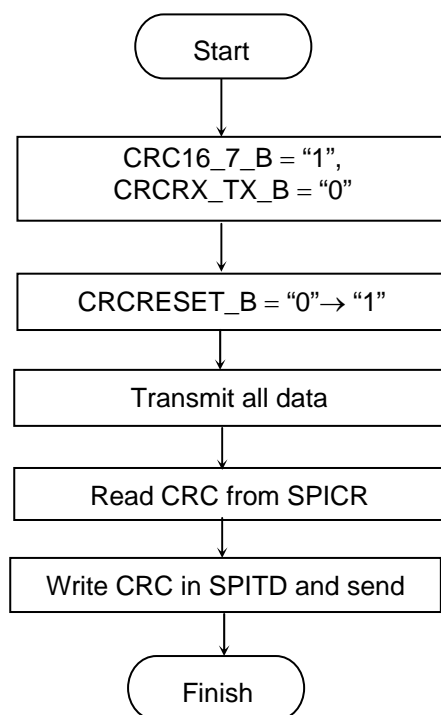 Start
CRC16_7_B = “1”,
CRCRX_TX_B = “0”
CRCRESET_B = “0”→ “1”
Transmit all data
Read CRC from SPICR
Write CRC in SPITD and send
Finish